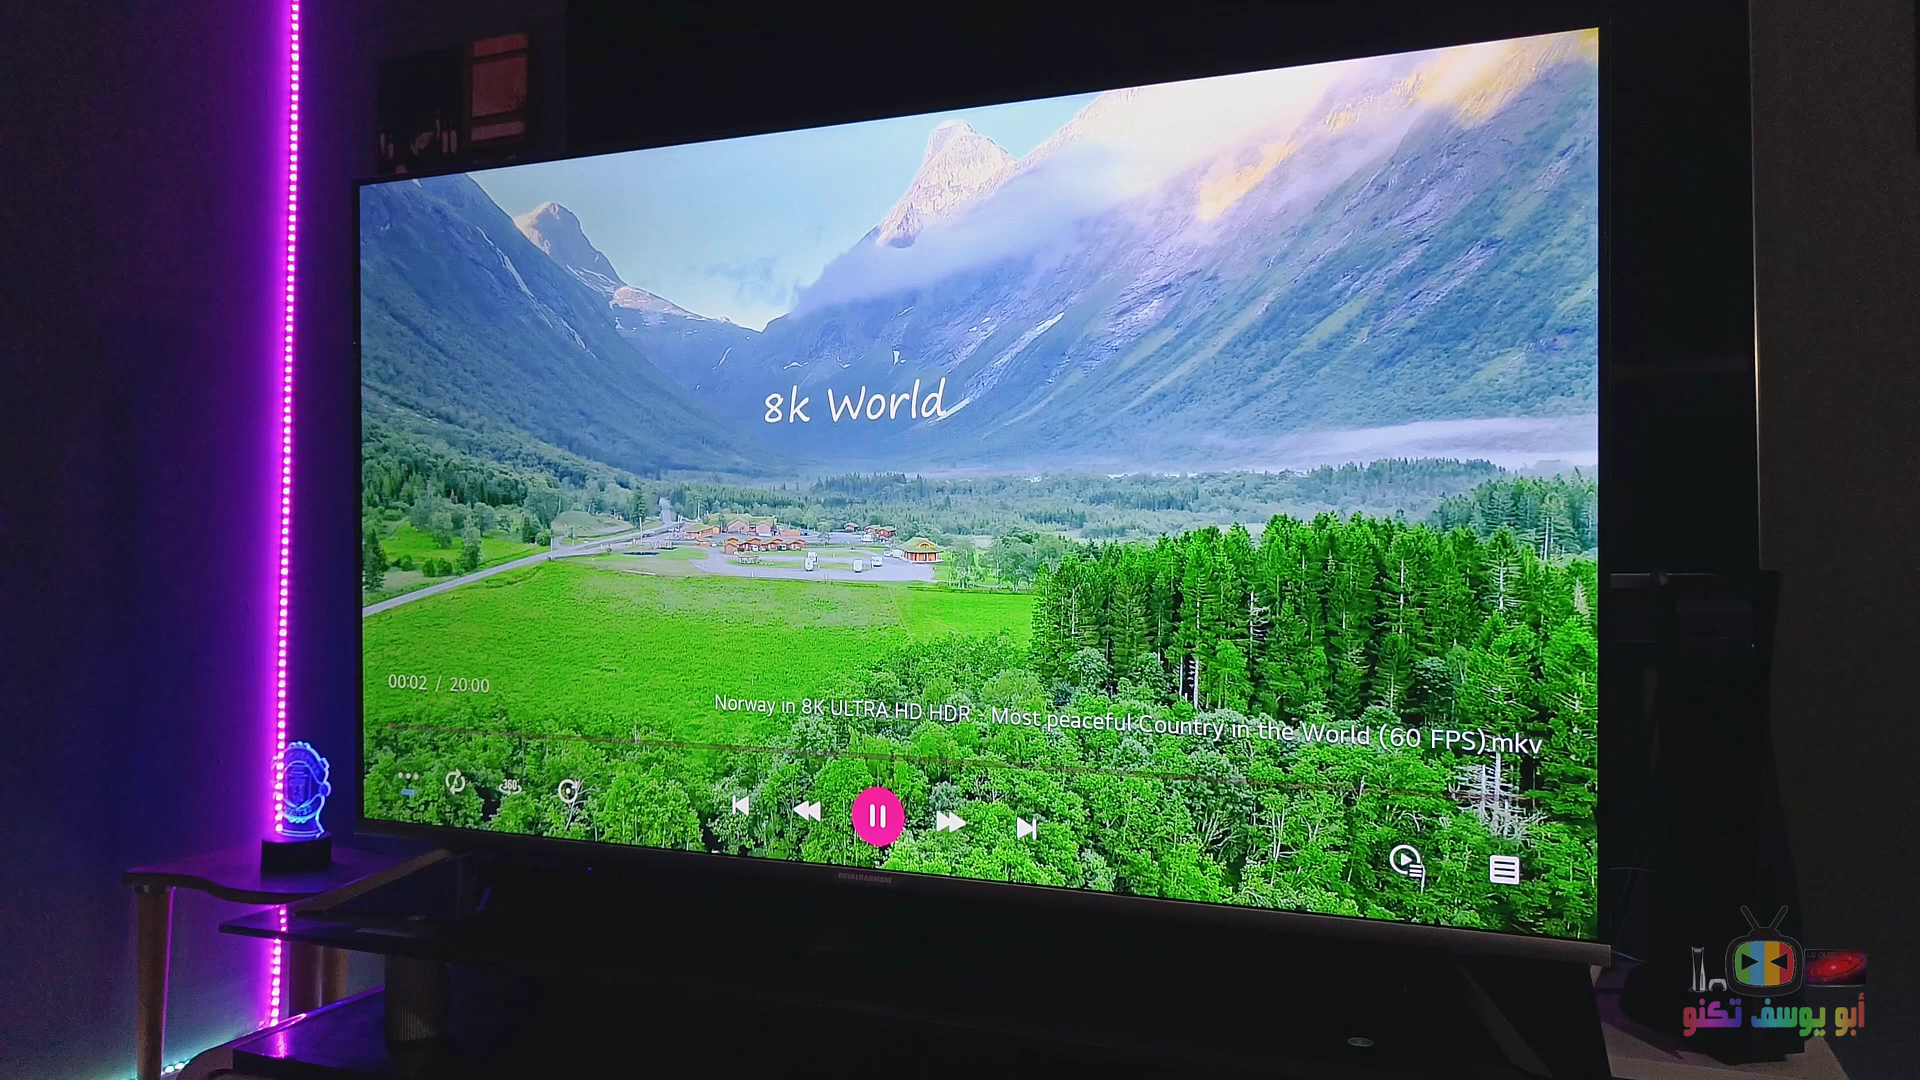 8k World
00:02 / 20:00
Norway in 8K ULTRA HD HDR - Most peaceful Country in the World (60 FPS).mkv
360°
أبو يوسف تكنو